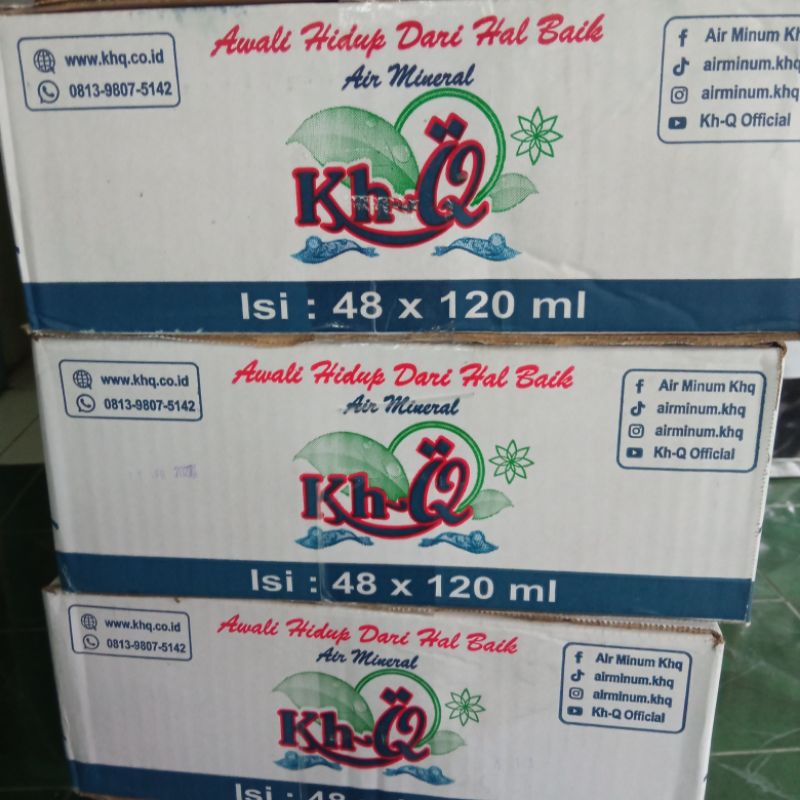 www.khq.co.id
0813-9807-5142
Awali Hidup Dari Hal Baik
Air Mineral
Kh-Q
Air Minum Kh
airminum.khq
airminum.khq
Kh-Q Official
Isi : 48 x 120 ml
www.khq.co.id
0813-9807-5142
Awali Hidup Dari Hal Baik
Air Mineral
Kh-Q
Air Minum Khq
airminum.khq
airminum.khq
Kh-Q Official
Isi : 48 x 120 ml
www.khq.co.id
0813-9807-5142
Awali Hidup Dari Hal Baik
Air Mineral
Kh-Q
Air Minum Khq
airminum.khq
airminum.khq
Kh-Q Official
Isi : 48